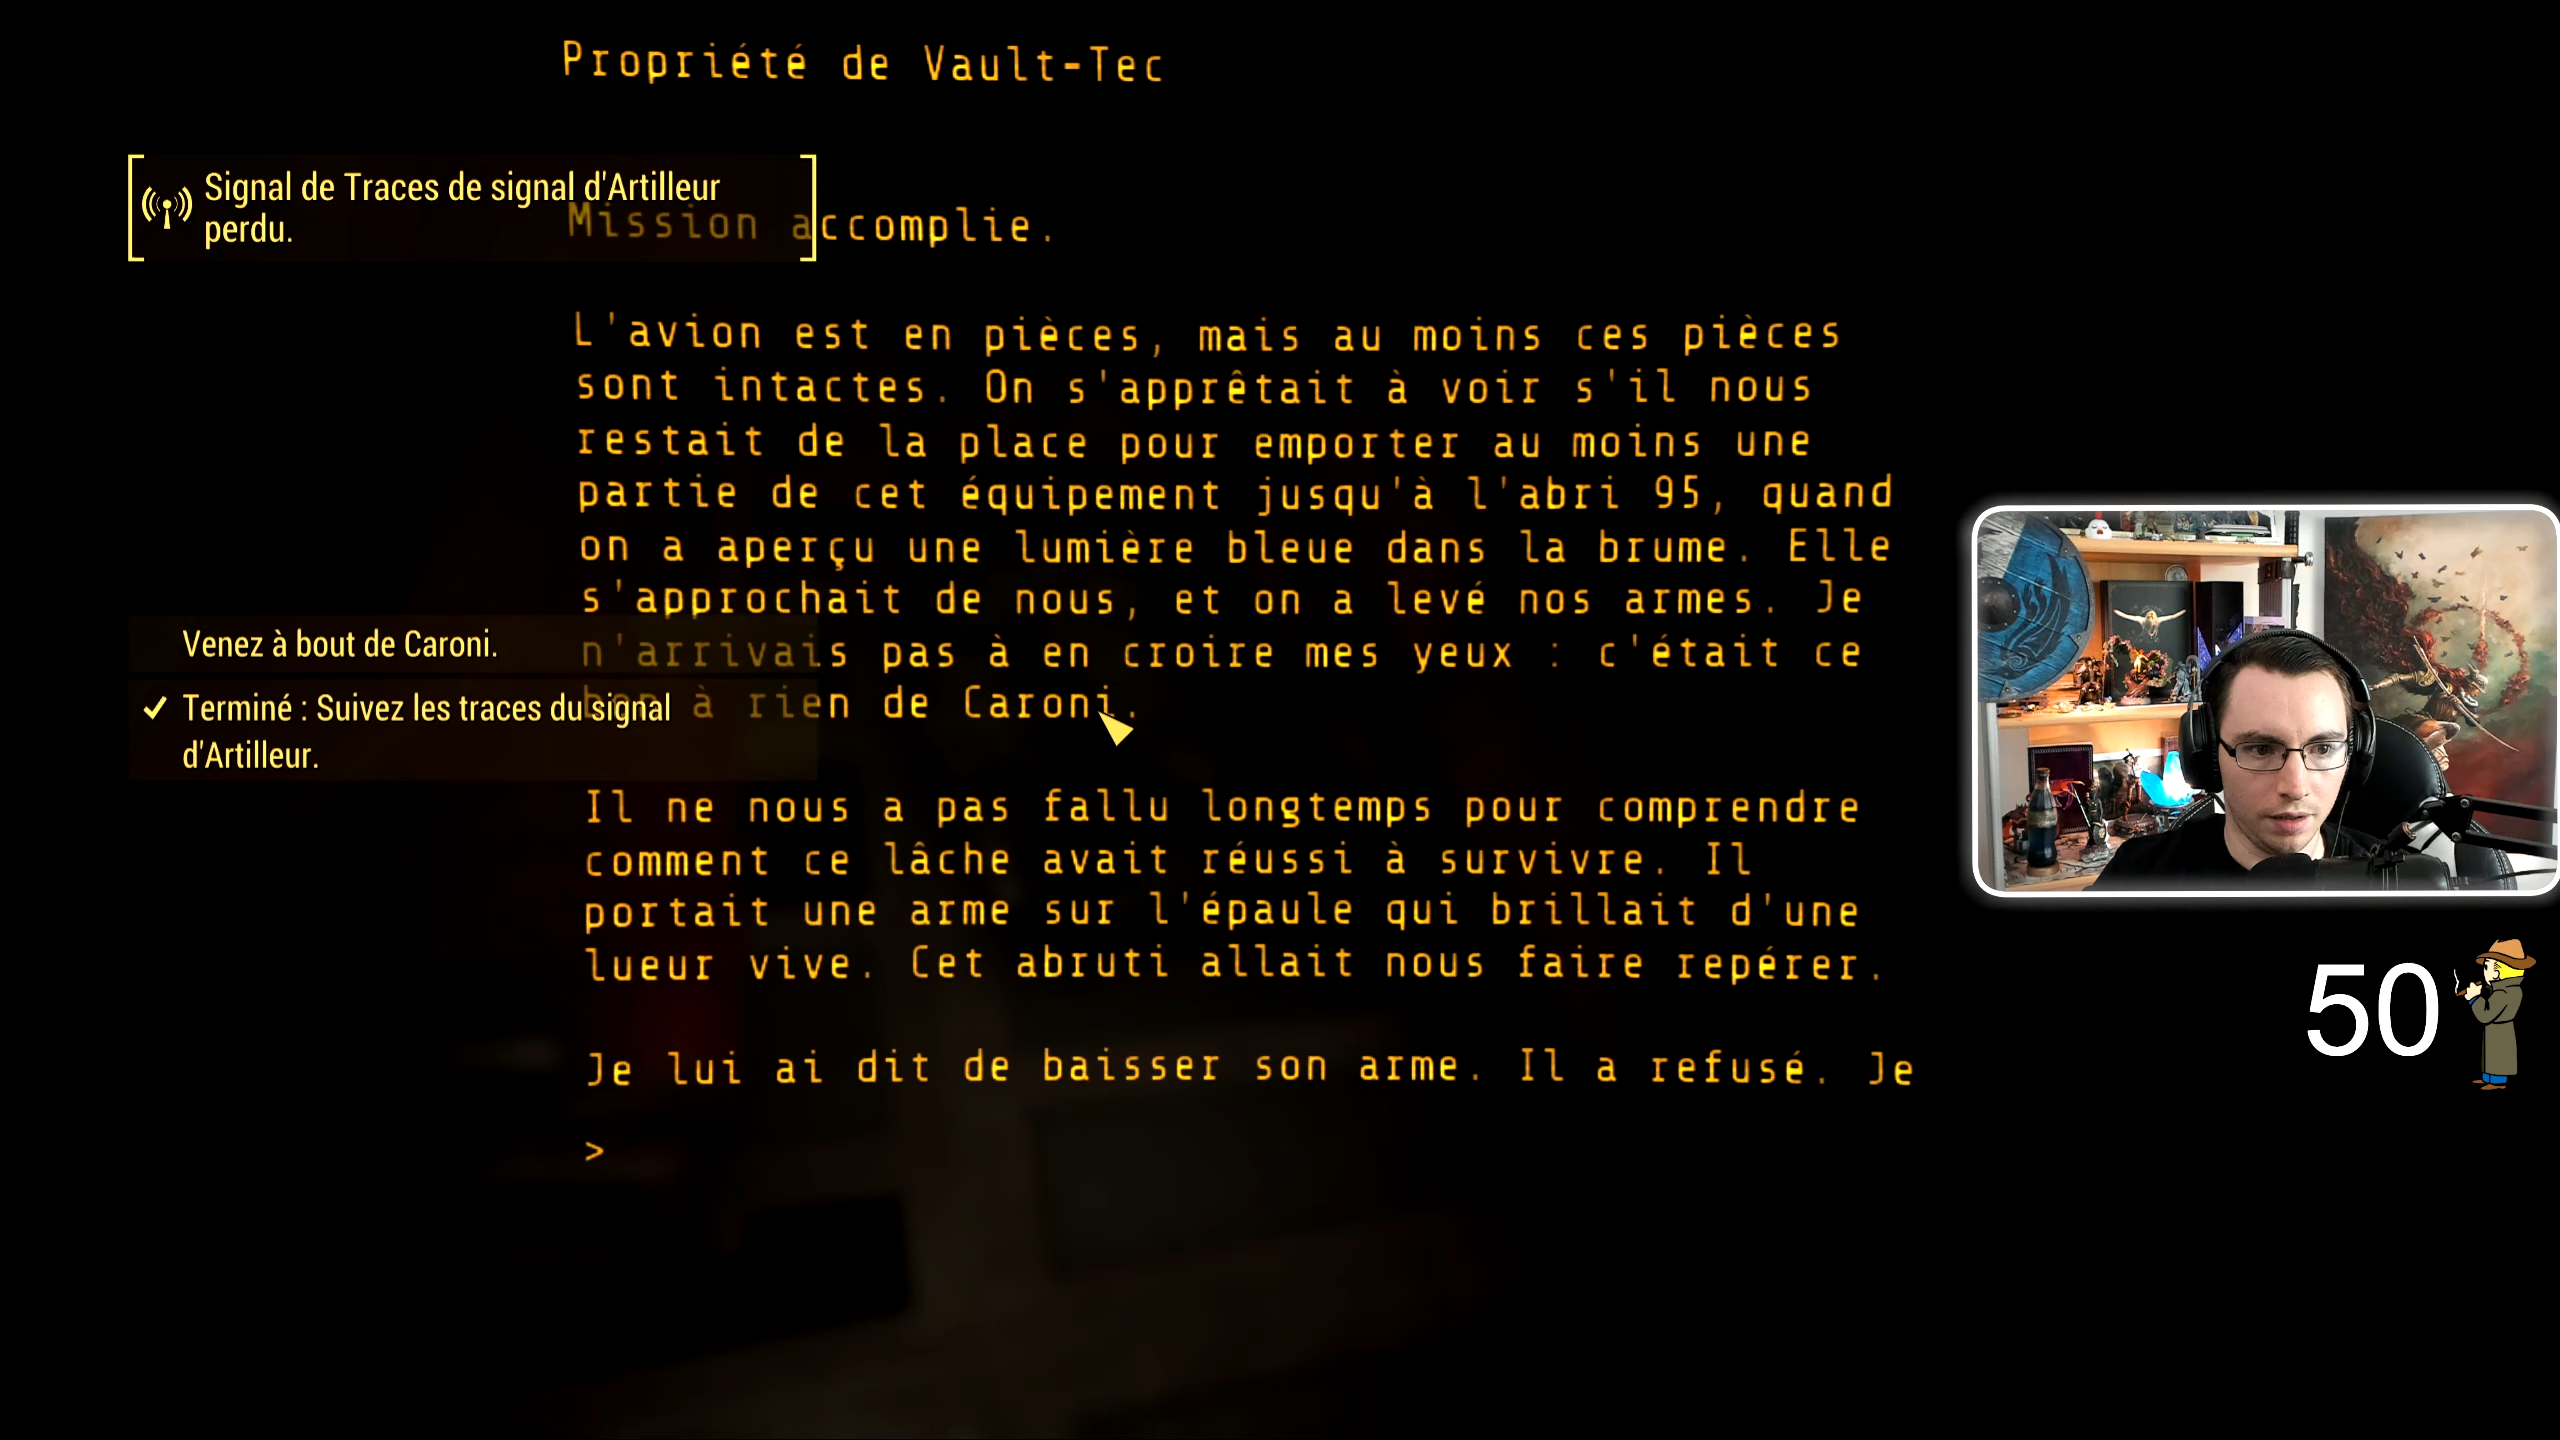 Propriété de Vault-Tec
Signal de Traces de signal d'Artilleur
perdu.
Mission accomplie.
L'avion est en pièces, mais au moins ces pièces
sont intactes. On s'apprêtait à voir s'il nous
restait de la place pour emporter au moins une
partie de cet équipement jusqu'à l'abri 95, quand
on a aperçu une lumière bleue dans la brume. Elle
s'approchait de nous, et on a levé nos armes. Je
n'arrivais pas à en croire mes yeux : c'était ce
bon à rien de Caroni.
Venez à bout de Caroni.
Terminé : Suivez les traces du signal
d'Artilleur.
Il ne nous a pas fallu longtemps pour comprendre
comment ce lâche avait réussi à survivre. Il
portait une arme sur l'épaule qui brillait d'une
lueur vive. Cet abruti allait nous faire repérer.
Je lui ai dit de baisser son arme. Il a refusé. Je
>
50